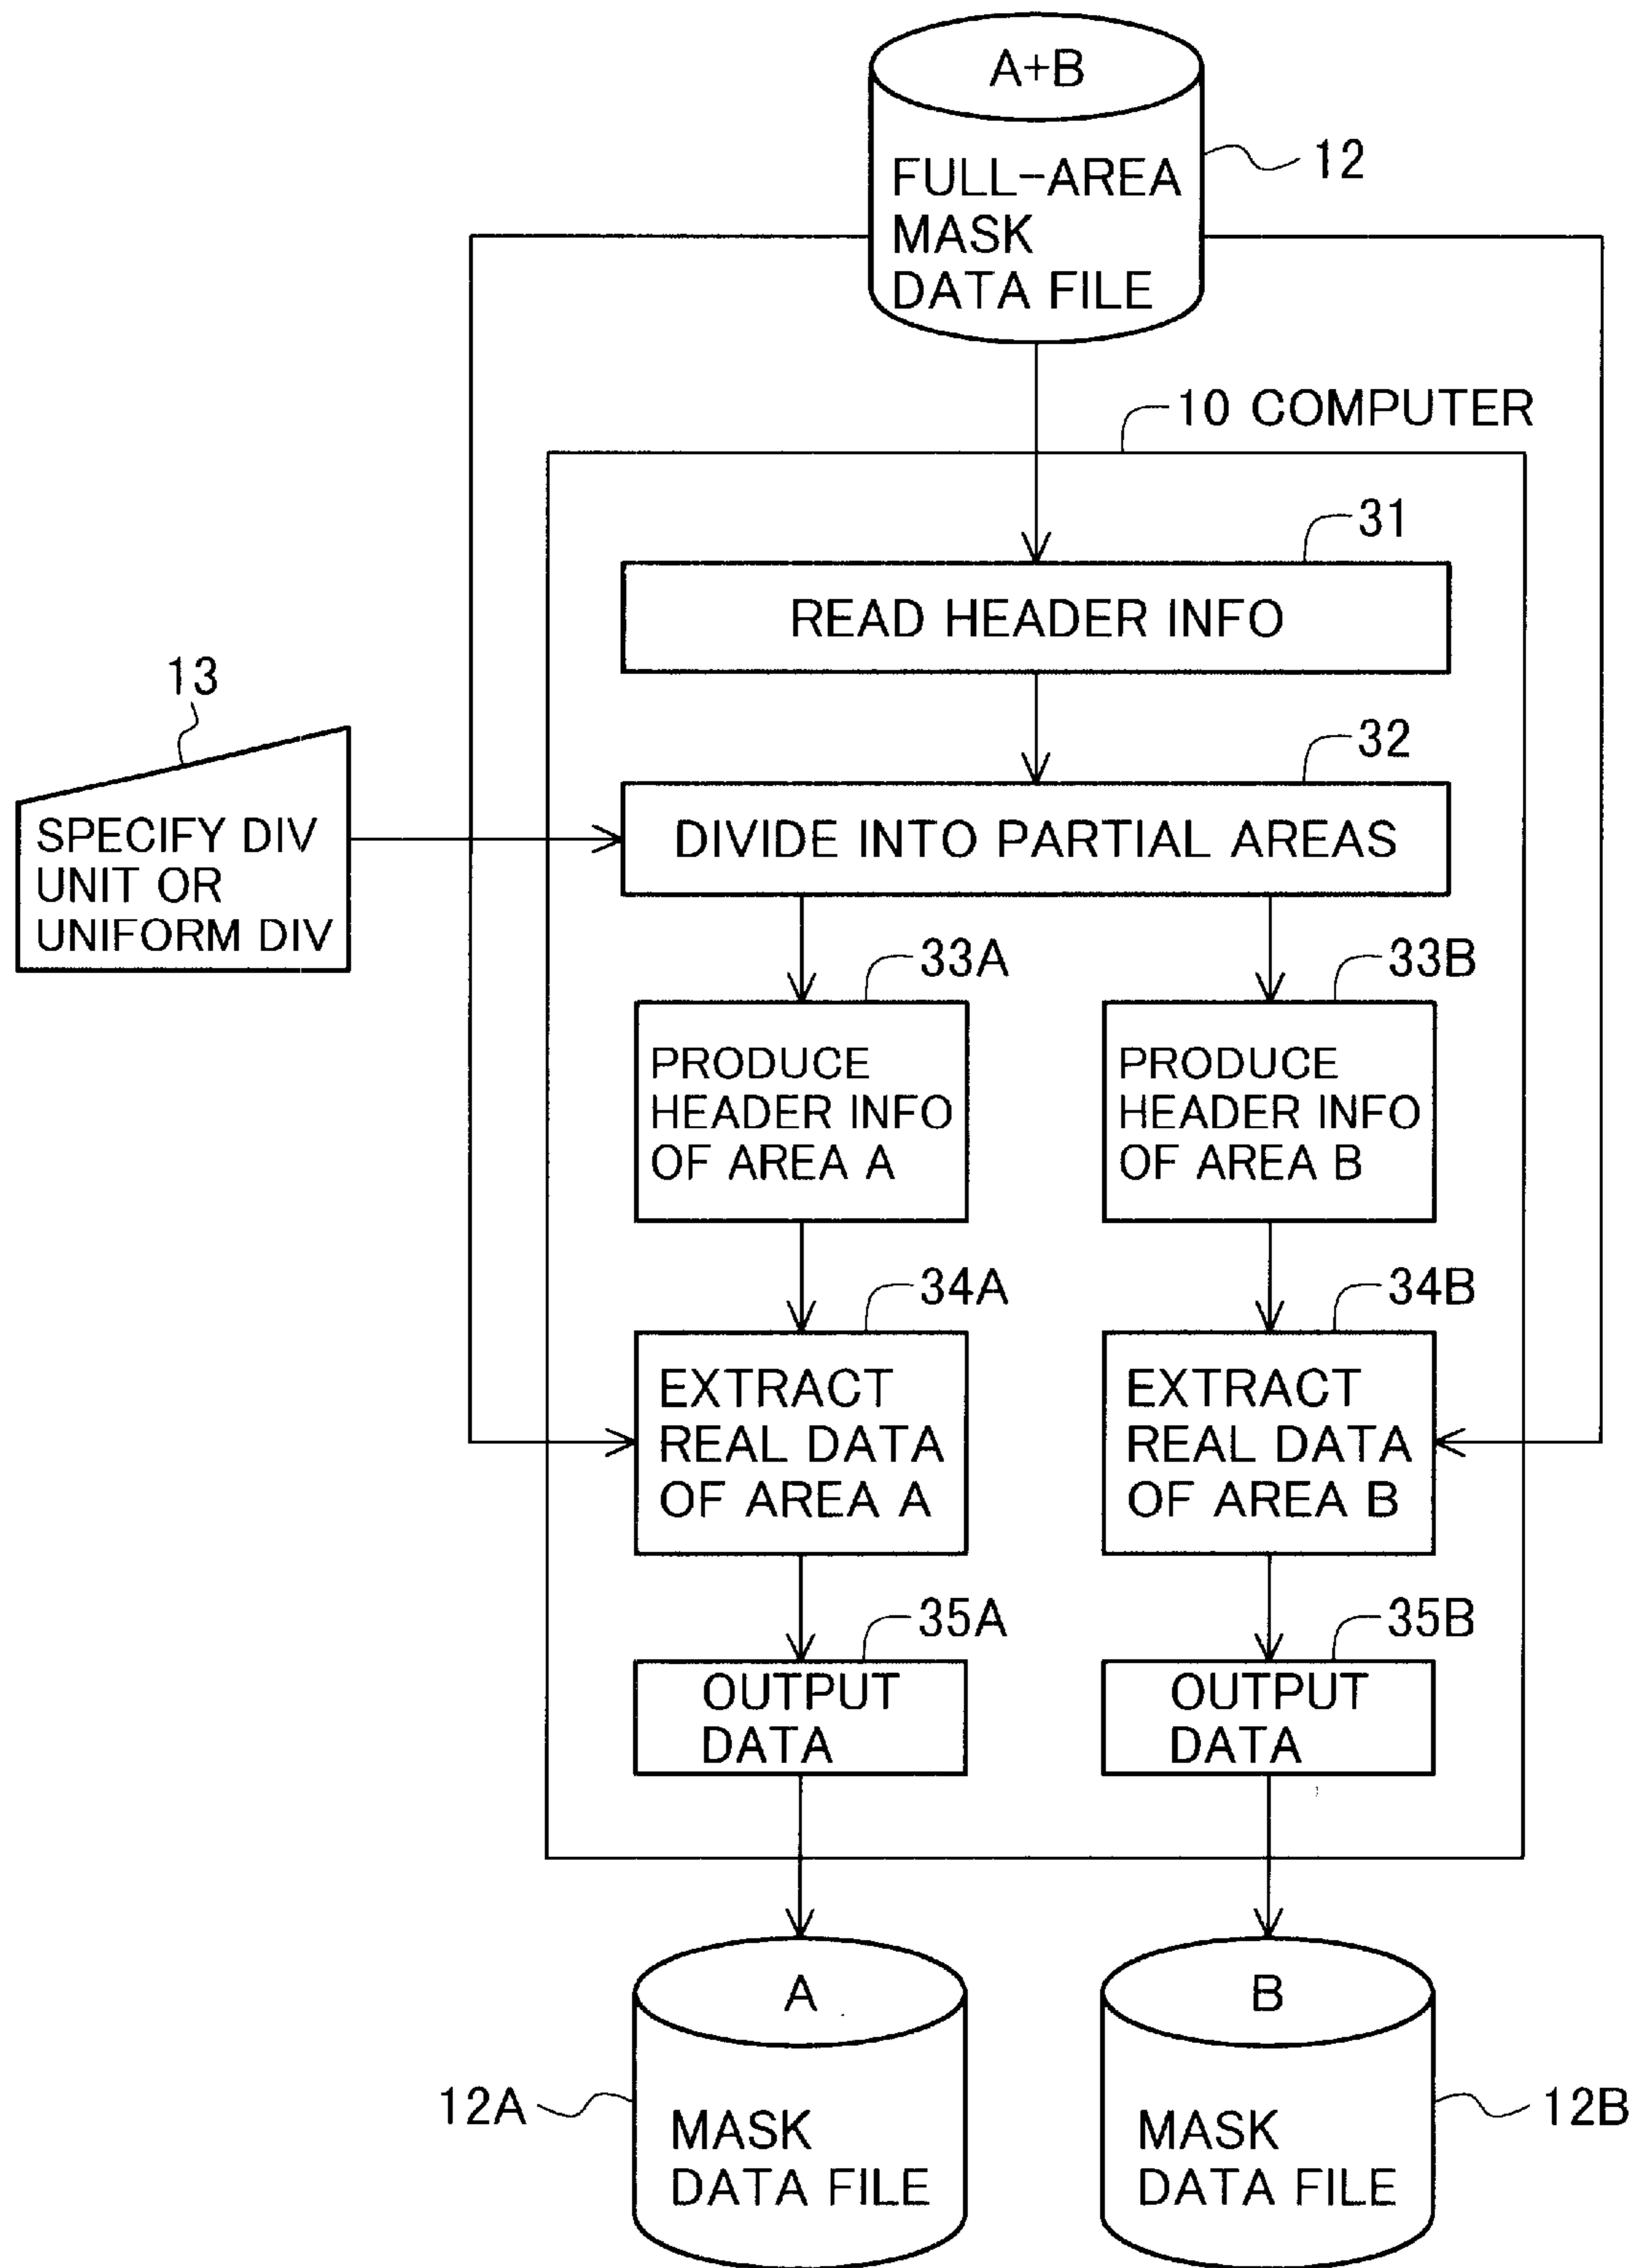 A+B
FULL-AREA
MASK
DATA FILE
12
10 COMPUTER
31
READ HEADER INFO
13
SPECIFY DIV
UNIT OR
UNIFORM DIV
32
DIVIDE INTO PARTIAL AREAS
33A
PRODUCE
HEADER INFO
OF AREA A
33B
PRODUCE
HEADER INFO
OF AREA B
34A
EXTRACT
REAL DATA
OF AREA A
34B
EXTRACT
REAL DATA
OF AREA B
35A
OUTPUT
DATA
35B
OUTPUT
DATA
A
MASK
DATA FILE
12A
B
MASK
DATA FILE
12B